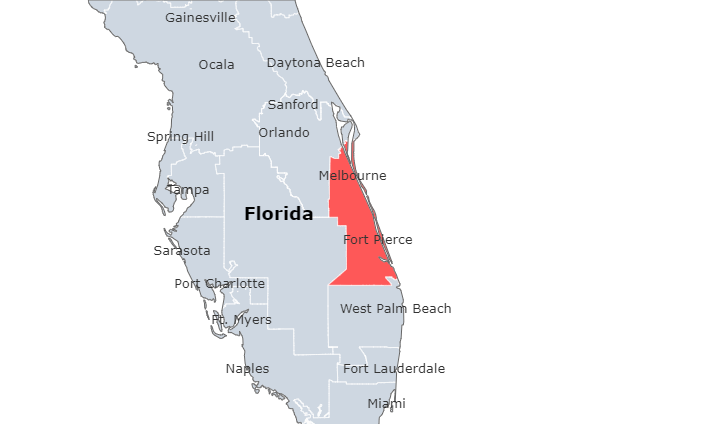 Gainesville
Ocala
Daytona Beach
Sanford
Orlando
Spring Hill
Melbourne
Tampa
Florida
Fort Pierce
Sarasota
Port Charlotte
West Palm Beach
Ft. Myers
Naples
Fort Lauderdale
Miami